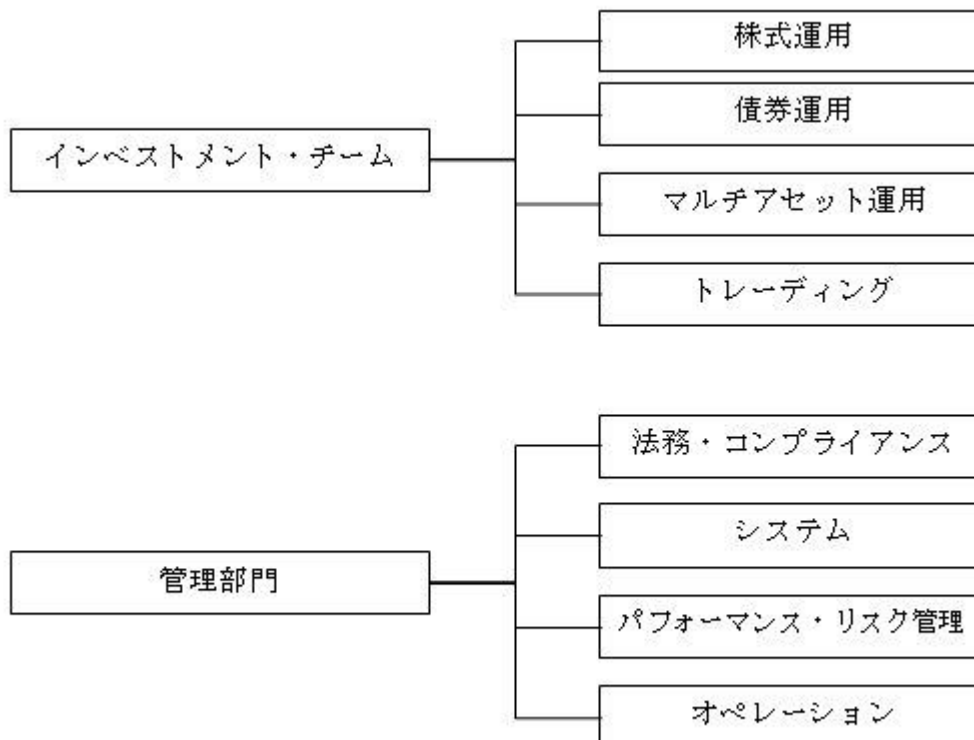 株式運用
債券運用
インベストメント・チーム
マルチアセット運用
トレーディング
法務・コンプライアンス
システム
管理部門
パフォーマンス・リスク管理
オペレーション